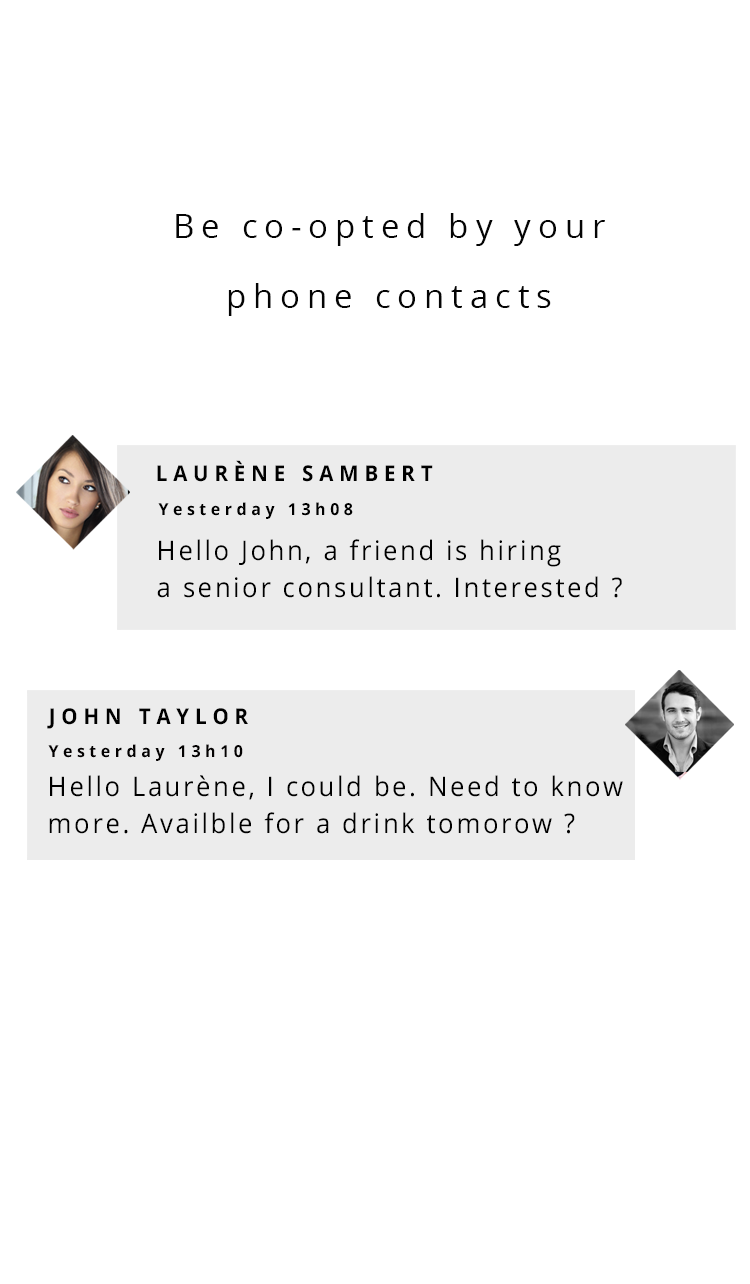 Be co-opted by your
phone contacts
LAURÈNE SAMBERT
Yesterday 13h08
Hello John, a friend is hiring
a senior consultant. Interested ?
JOHN TAYLOR
Yesterday 13h10
Hello Laurène, I could be. Need to know
more. Availble for a drink tomorow ?